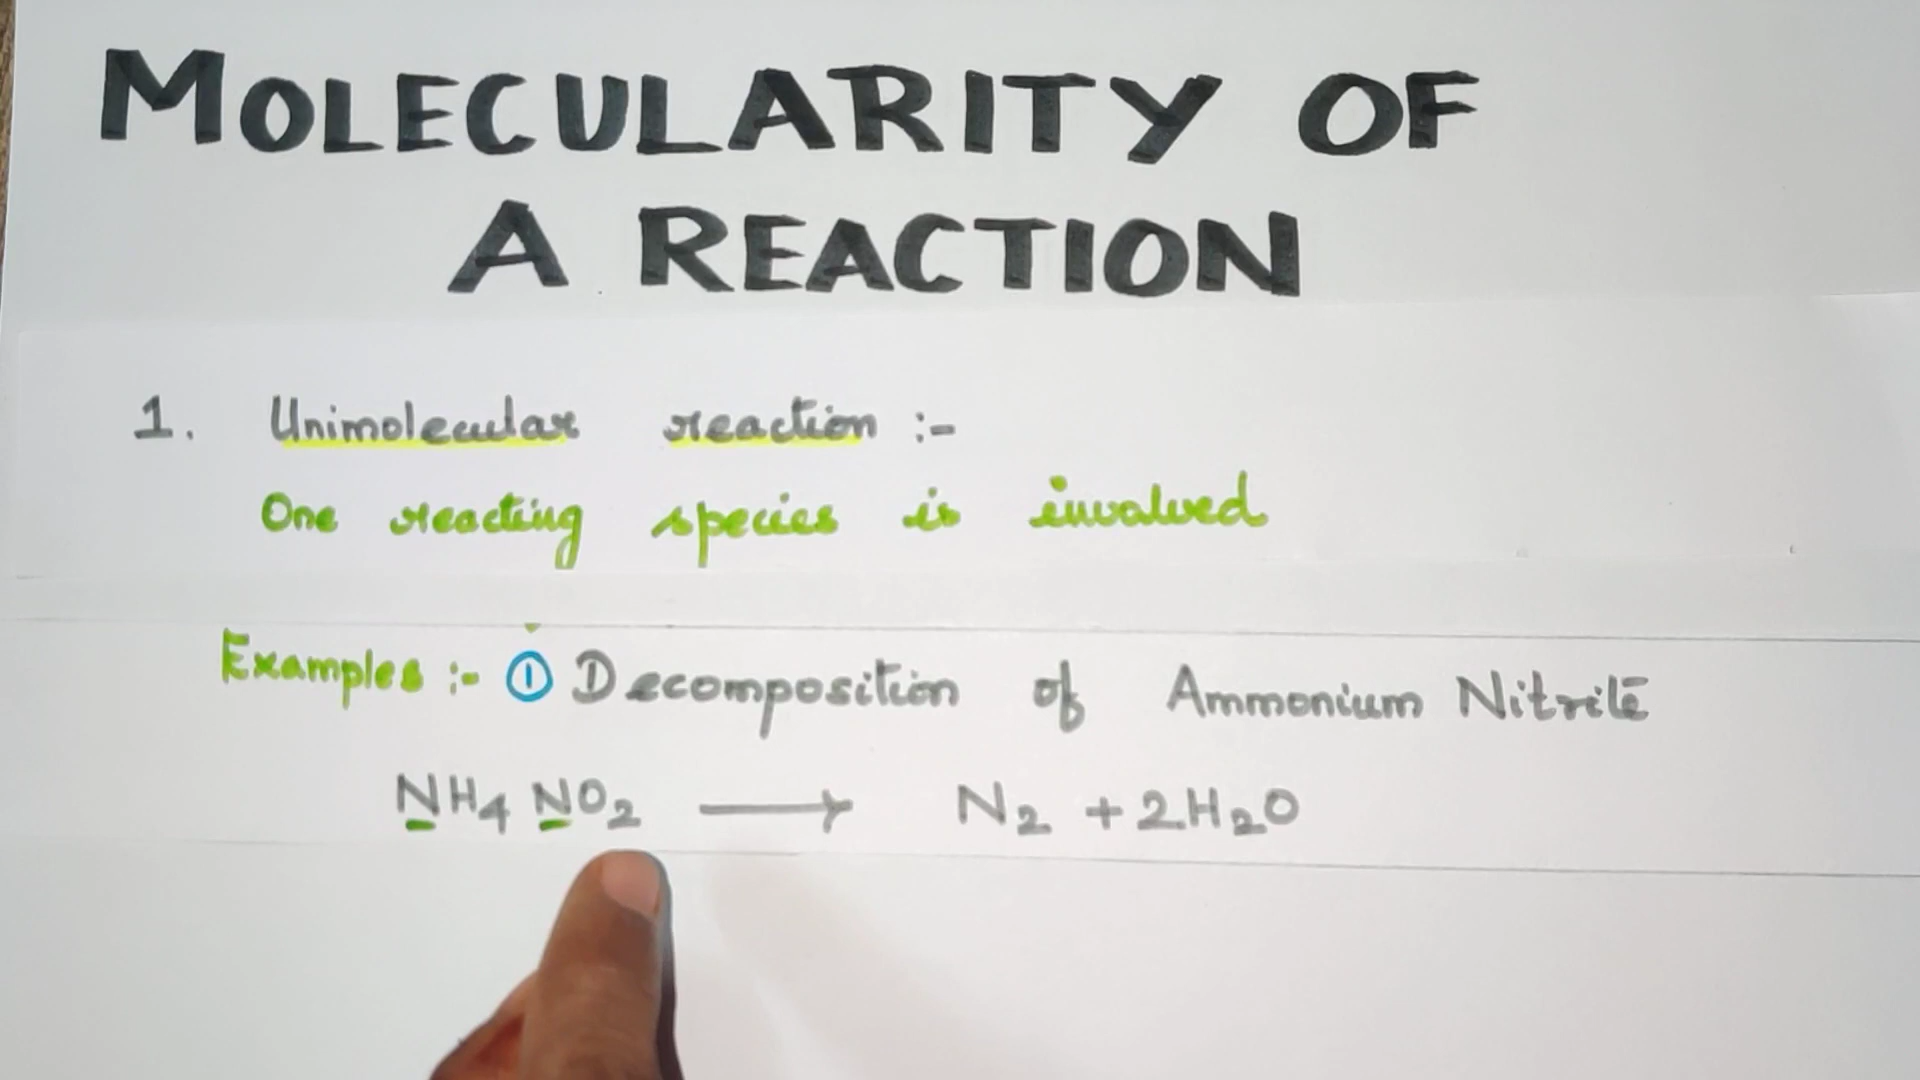 MOLECULARITY OF
A REACTION
1. Unimolecular reaction :-
One reacting species is involved
Examples :- ① Decomposition of Ammonium Nitrite
NH4 NO2 ⟶ N2 + 2H2O